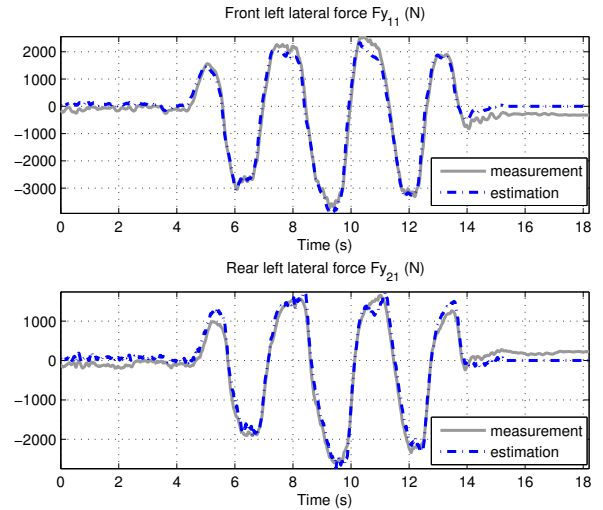 Front left lateral force Fy11 (N)
2000
1000
0
−1000
−2000
−3000
measurement
estimation
0 2 4 6 8 10 12 14 16 18
Time (s)
Rear left lateral force Fy21 (N)
1000
0
−1000
−2000
measurement
estimation
0 2 4 6 8 10 12 14 16 18
Time (s)